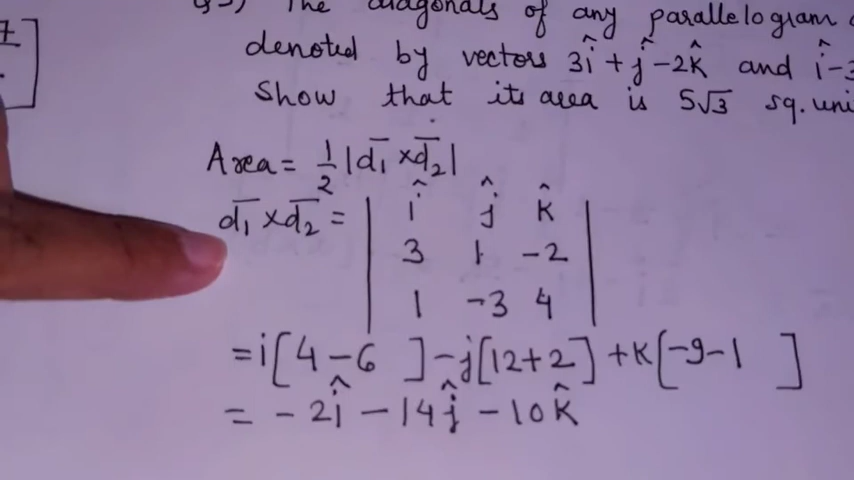 The diagonals of any parallelogram
denoted by vectors 3î + ĵ - 2k̂ and î - 3
Show that its area is 5√3 sq. uni
7
Area = 1/2 |d̄₁ × d̄₂|
d̄₁ × d̄₂ = | î ĵ k̂ |
| 3 1 -2 |
| 1 -3 4 |
= i[4 - 6 ] - j[12 + 2] + k[-9 - 1 ]
= - 2î - 14ĵ - 10k̂